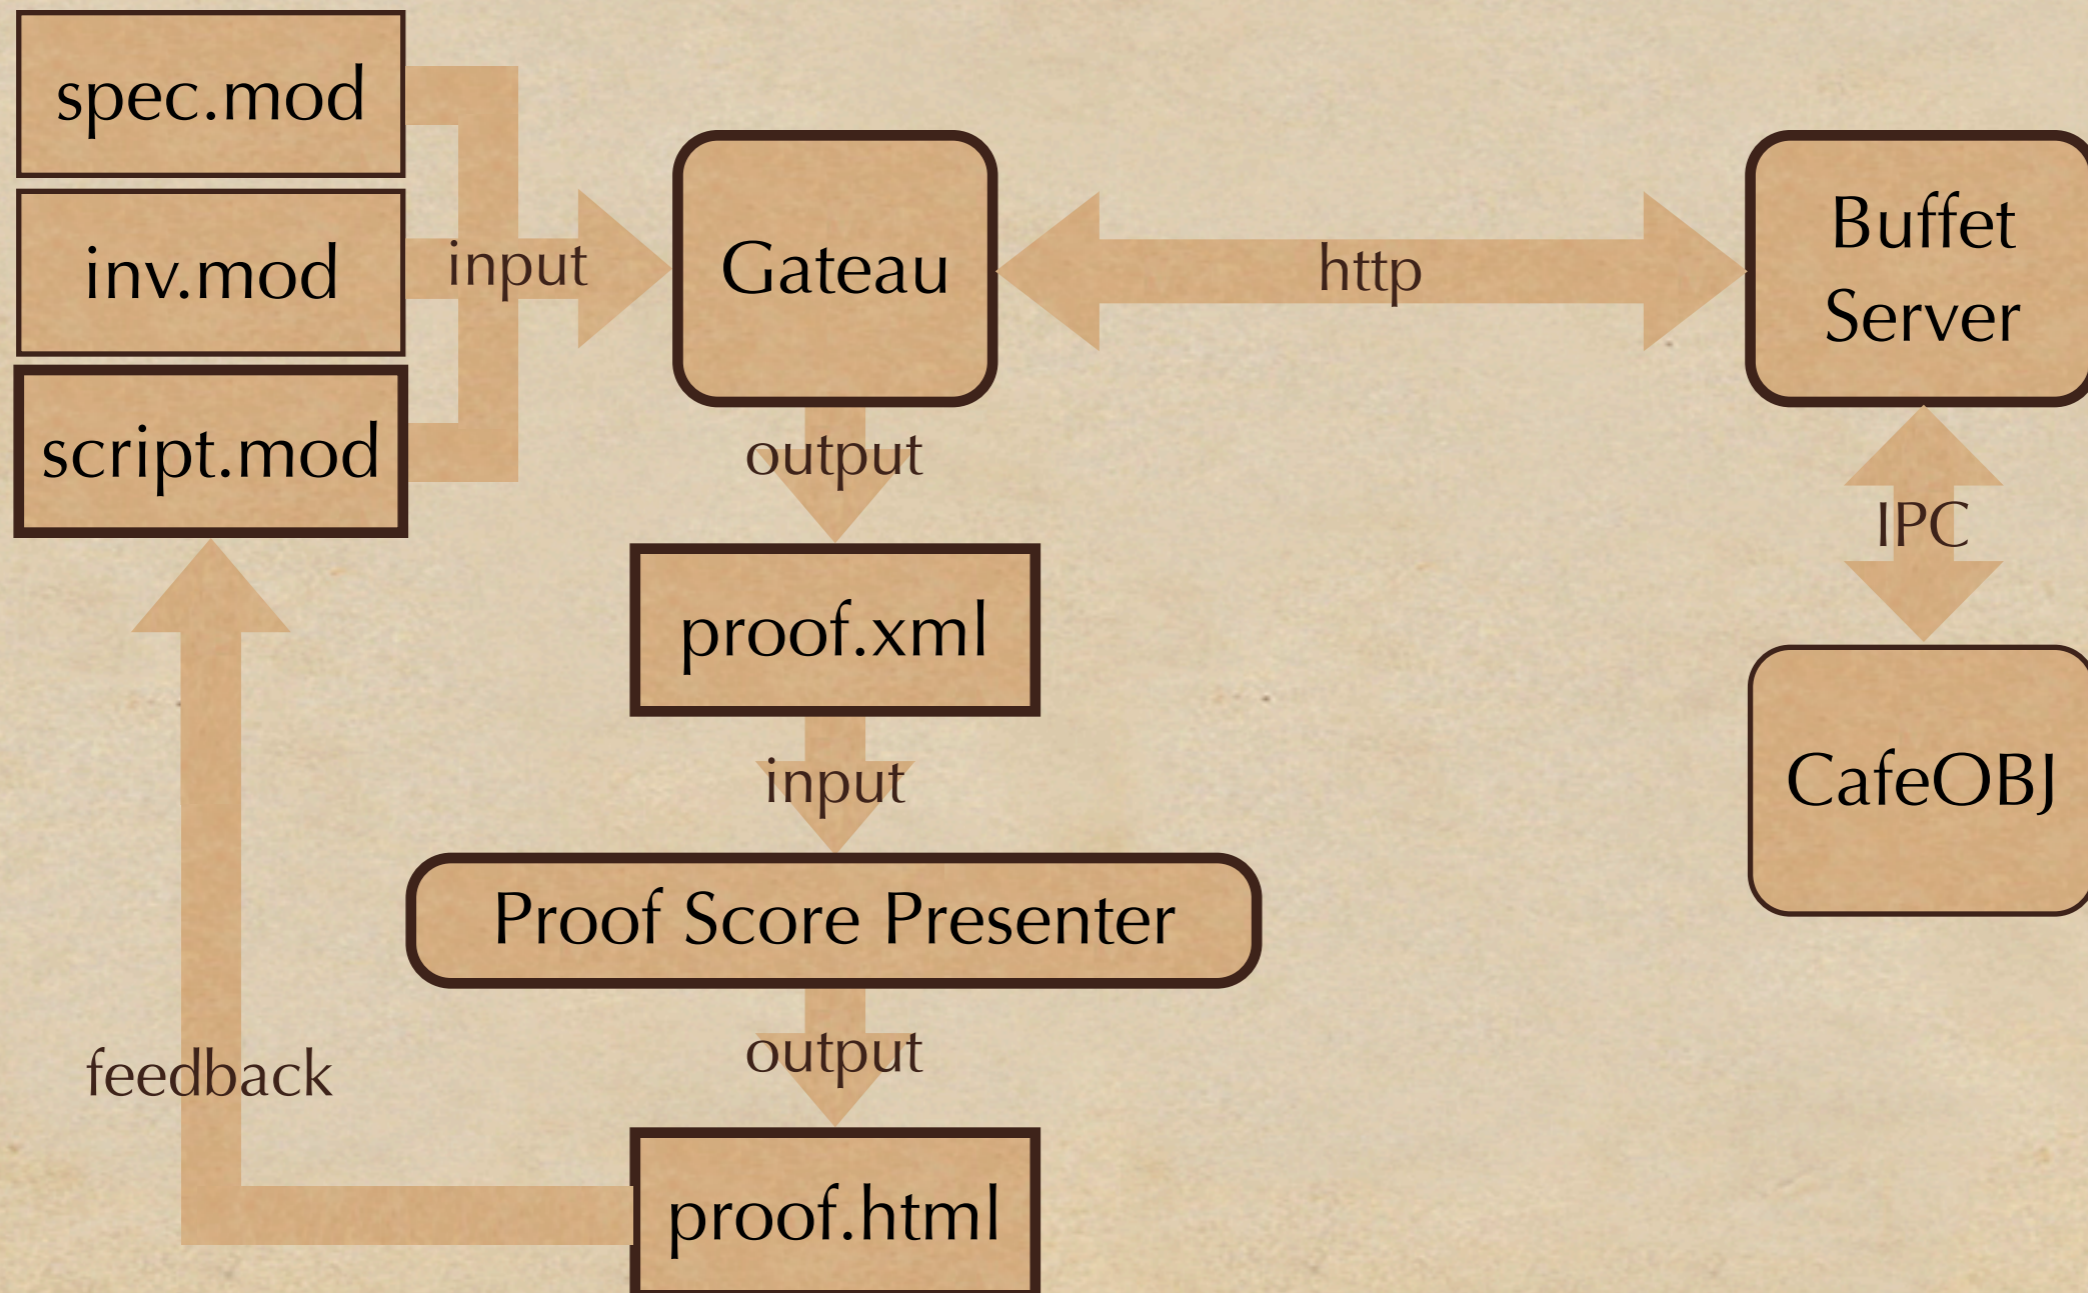 spec.mod
inv.mod
script.mod
input
Gateau
http
Buffet
Server
output
IPC
proof.xml
CafeOBJ
input
Proof Score Presenter
output
feedback
proof.html